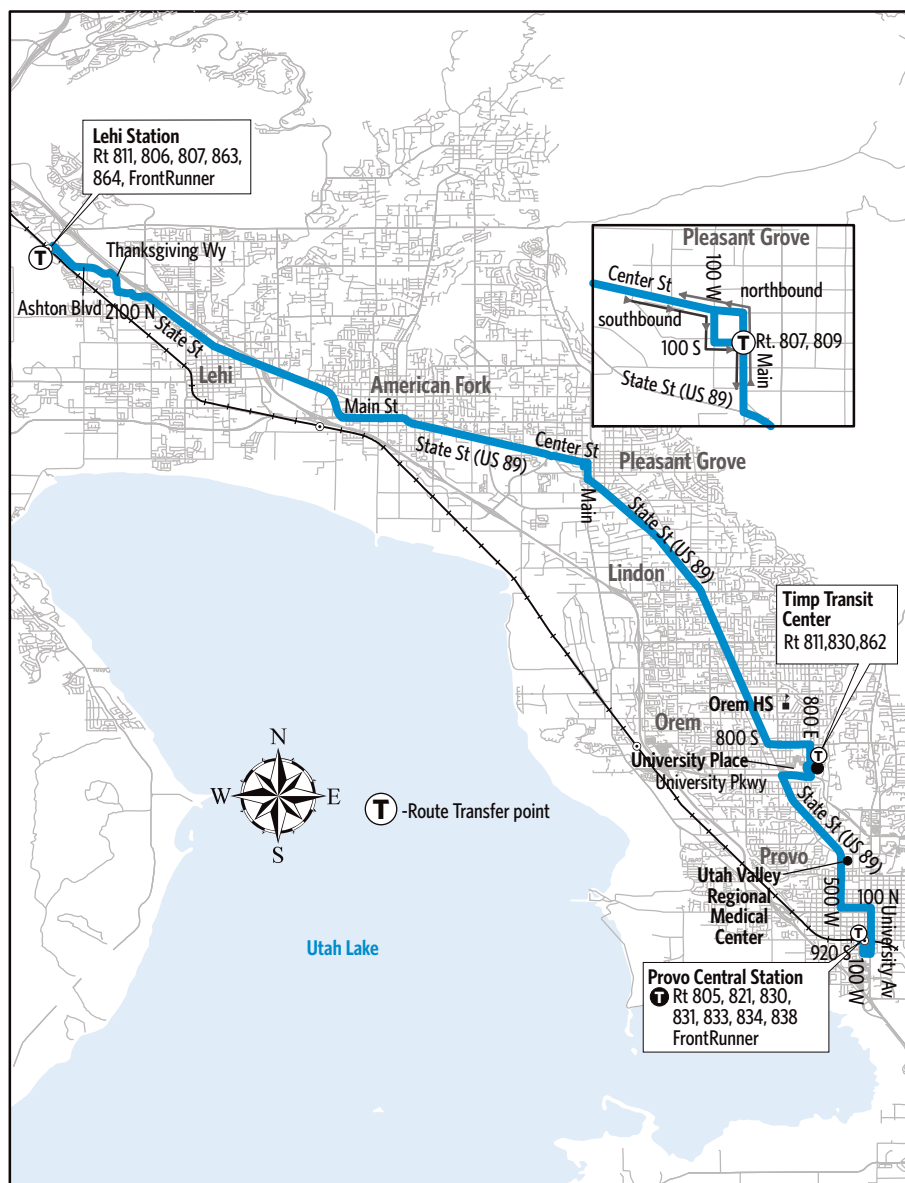 Lehi Station
Rt 811, 806, 807, 863,
864, FrontRunner
T
Thanksgiving Wy
Ashton Blvd
2100 N
State St
Lehi
American Fork
Main St
State St (US 89)
Center St
Pleasant Grove
Main
State St (US 89)
Lindon
Pleasant Grove
Center St
100 W
northbound
southbound
100 S
T
Rt. 807, 809
Main
State St (US 89)
Timp Transit
Center
Rt 811,830,862
Orem HS
800 E
Orem
800 S
T
University Place
University Pkwy
State St (US 89)
Provo
Utah Valley
Regional
Medical
Center
500 W
100 N
University Av
T
920 S
100 W
Provo Central Station
T Rt 805, 821, 830,
831, 833, 834, 838
FrontRunner
N
W
E
S
T -Route Transfer point
Utah Lake